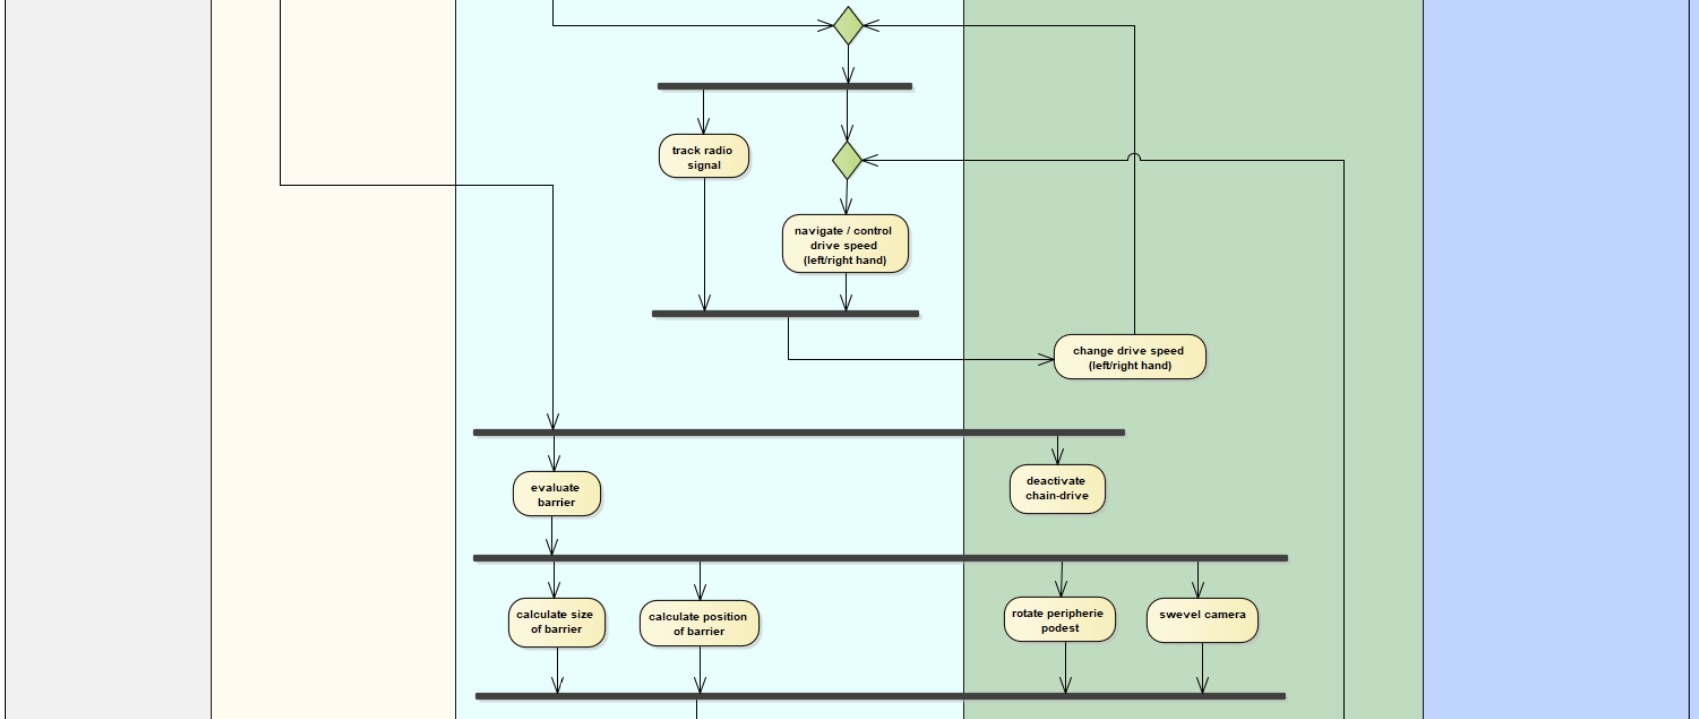 track radio
signal
navigate / control
drive speed
(left/right hand)
change drive speed
(left/right hand)
evaluate
barrier
deactivate
chain-drive
calculate size
of barrier
calculate position
of barrier
rotate peripherie
podest
swevel camera